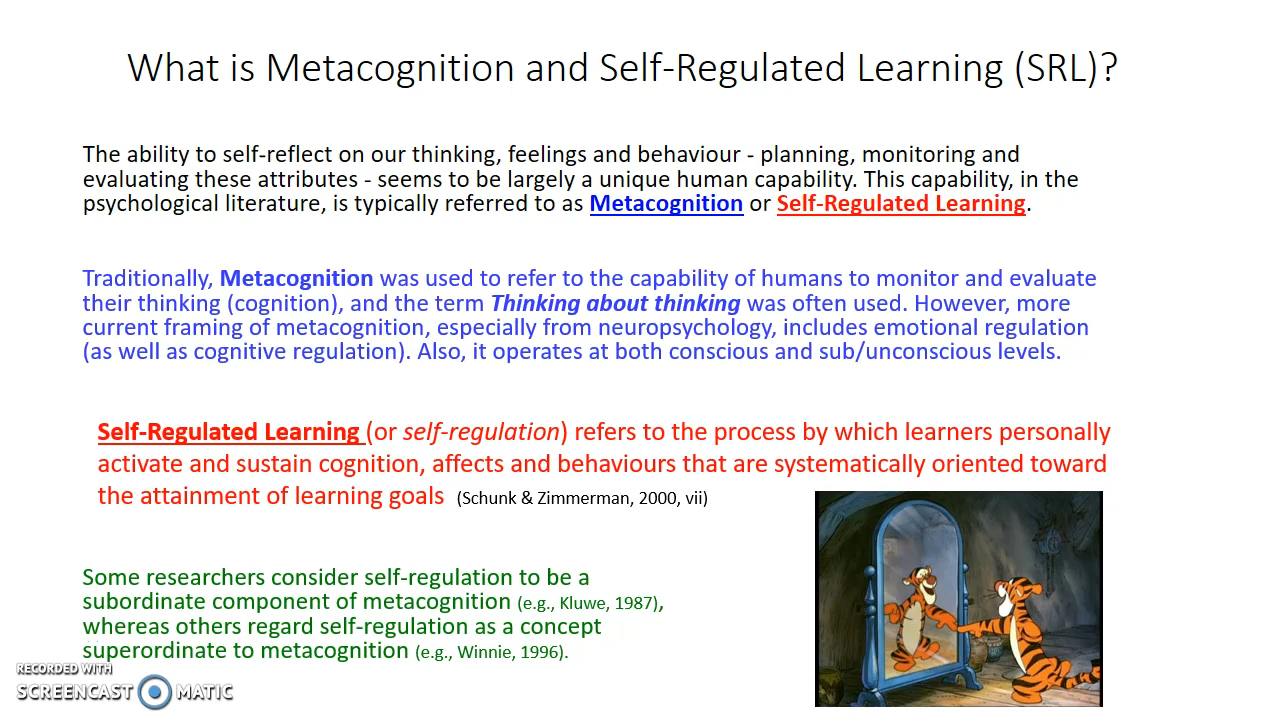 What is Metacognition and Self-Regulated Learning (SRL)?
The ability to self-reflect on our thinking, feelings and behaviour - planning, monitoring and
evaluating these attributes - seems to be largely a unique human capability. This capability, in the
psychological literature, is typically referred to as Metacognition or Self-Regulated Learning.
Traditionally, Metacognition was used to refer to the capability of humans to monitor and evaluate
their thinking (cognition), and the term Thinking about thinking was often used. However, more
current framing of metacognition, especially from neuropsychology, includes emotional regulation
(as well as cognitive regulation). Also, it operates at both conscious and sub/unconscious levels.
Self-Regulated Learning (or self-regulation) refers to the process by which learners personally
activate and sustain cognition, affects and behaviours that are systematically oriented toward
the attainment of learning goals (Schunk & Zimmerman, 2000, vii)
Some researchers consider self-regulation to be a
subordinate component of metacognition (e.g., Kluwe, 1987),
whereas others regard self-regulation as a concept
superordinate to metacognition (e.g., Winnie, 1996).
RECORDED WITH
SCREENCAST MATIC